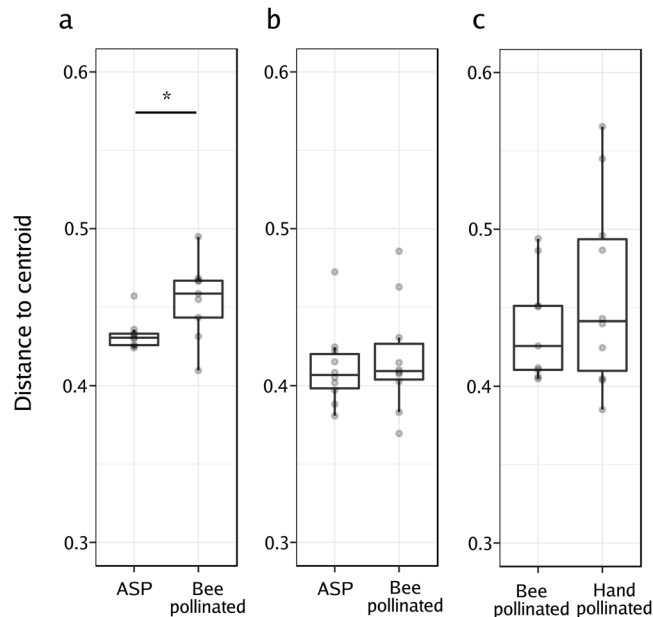 a
b
c
Distance to centroid
0.6
0.5
0.4
0.3
*
ASP
Bee
pollinated
0.6
0.5
0.4
0.3
ASP
Bee
pollinated
0.6
0.5
0.4
0.3
Bee
pollinated
Hand
pollinated